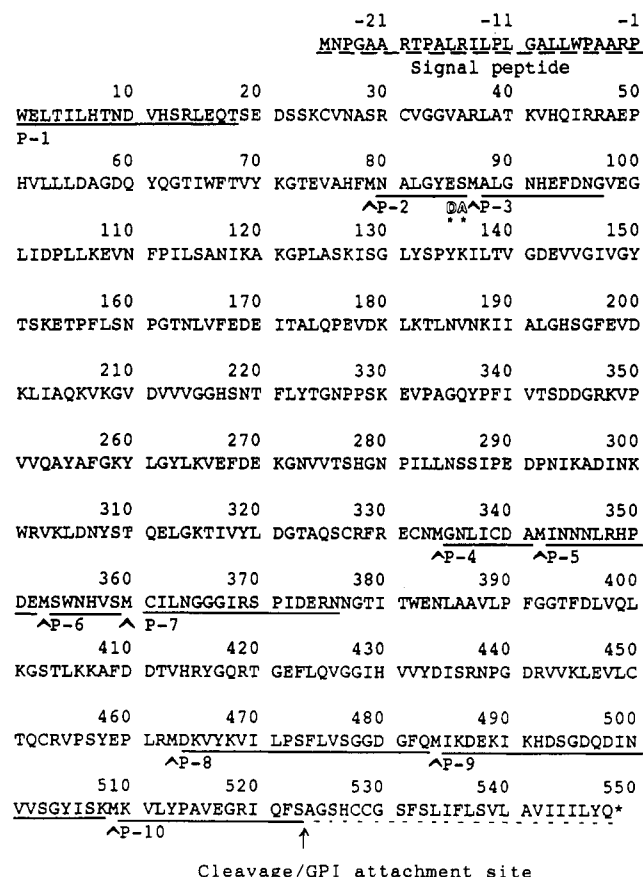 -21 -11 -1
MNPGAA RTPALRILPL GALLWPAARP
Signal peptide
10 20 30 40 50
WELTILHTND VHSRLEQTSE DSSKCVNASR CVGGVARLAT KVHQIRRAEP
P-1
60 70 80 90 100
HVLLLDAGDQ YQGTIWFTVY KGTEVAHFMN ALGYESMALG NHEFDNGVEG
^P-2 DA ^P-3
* *
110 120 130 140 150
LIDPLLKEVN FPILSANIKA KGPLASKISG LYSPYKILTV GDEVVGIVGY
160 170 180 190 200
TSKETPFLSN PGTNLVFEDE ITALQPEVDK LKTLNVNKII ALGHSGFEVD
210 220 330 340 350
KLIAQKVKGV DVVVGGHSNT FLYTGNPPSK EVPAGQYPFI VTSDDGRKVP
260 270 280 290 300
VVQAYAFGKY LGYLKVEFDE KGNVVTSHGN PILLNSSIPE DPNIKADINK
310 320 330 340 350
WRVKLDNYST QELGKTIVYL DGTAQSCRFR ECNMGNLICD AMINNNLRHP
^P-4 ^P-5
360 370 380 390 400
DEMSWNHVSM CILNGGGIRS PIDERNNGTI TWENLAAVLP FGGTFDLVQL
^P-6 ^ P-7
410 420 430 440 450
KGSTLKKAFD DTVHRYGQRT GEFLQVGGIH VVYDISRNPG DRVVKLEVLC
460 470 480 490 500
TQCRVPSYEP LRMDKVYKVI LPSFLVSGGD GFQMIKDEKI KHDSGDQDIN
^P-8 ^P-9
510 520 530 540 550
VVSGYISKMK VLYPAVEGRI QFSAGSHCCG SFSLIFLSVL AVIIILYQ*
^P-10 ↑
Cleavage/GPI attachment site